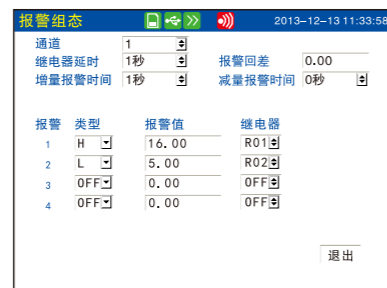 报警组态 2013-12-13 11:33:58
通道 1
继电器延时 1秒 报警回差 0.00
增量报警时间 1秒 减量报警时间 0秒
报警 类型 报警值 继电器
1 H 16.00 R01
2 L 5.00 R02
3 OFF 0.00 OFF
4 OFF 0.00 OFF
退出